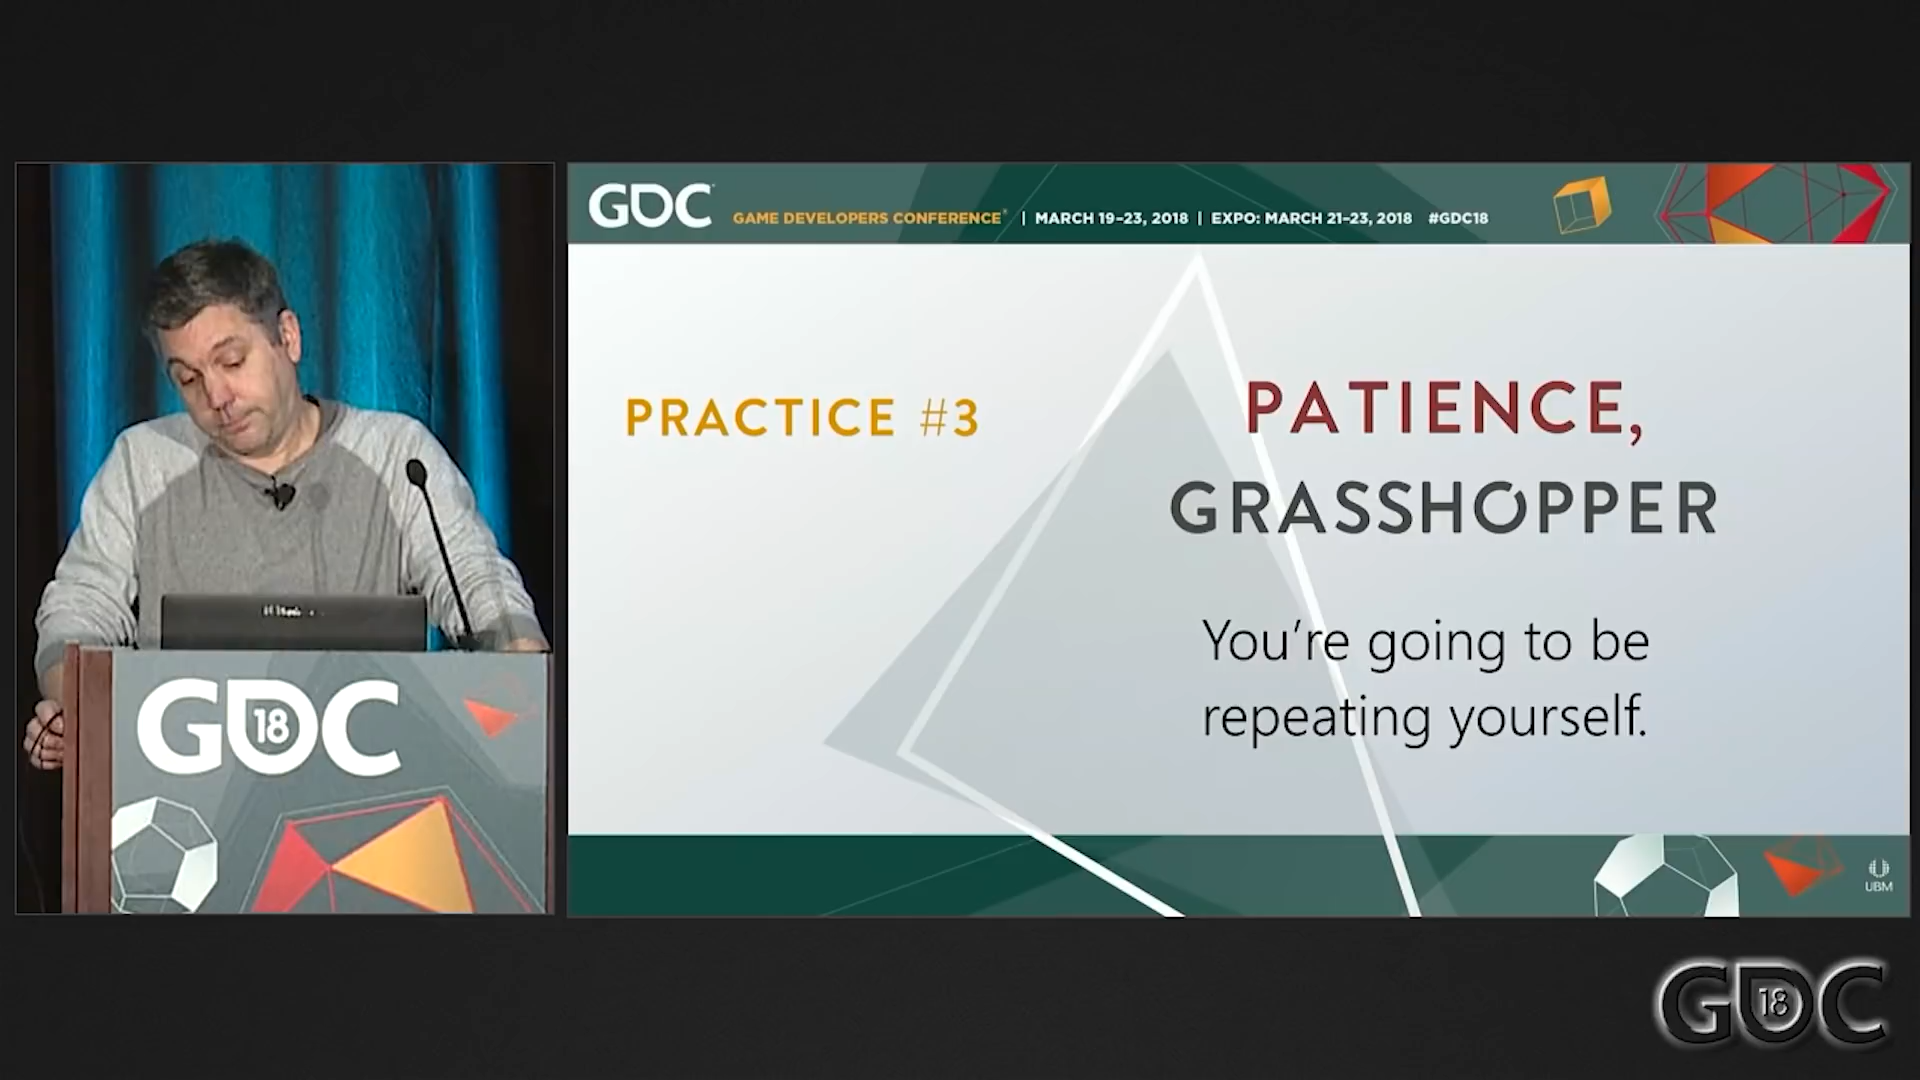 GDC
GAME DEVELOPERS CONFERENCE® | MARCH 19–23, 2018 | EXPO: MARCH 21–23, 2018 #GDC18
PRACTICE #3
PATIENCE,
GRASSHOPPER
You’re going to be
repeating yourself.
GDC
18
UBM
GDC
18